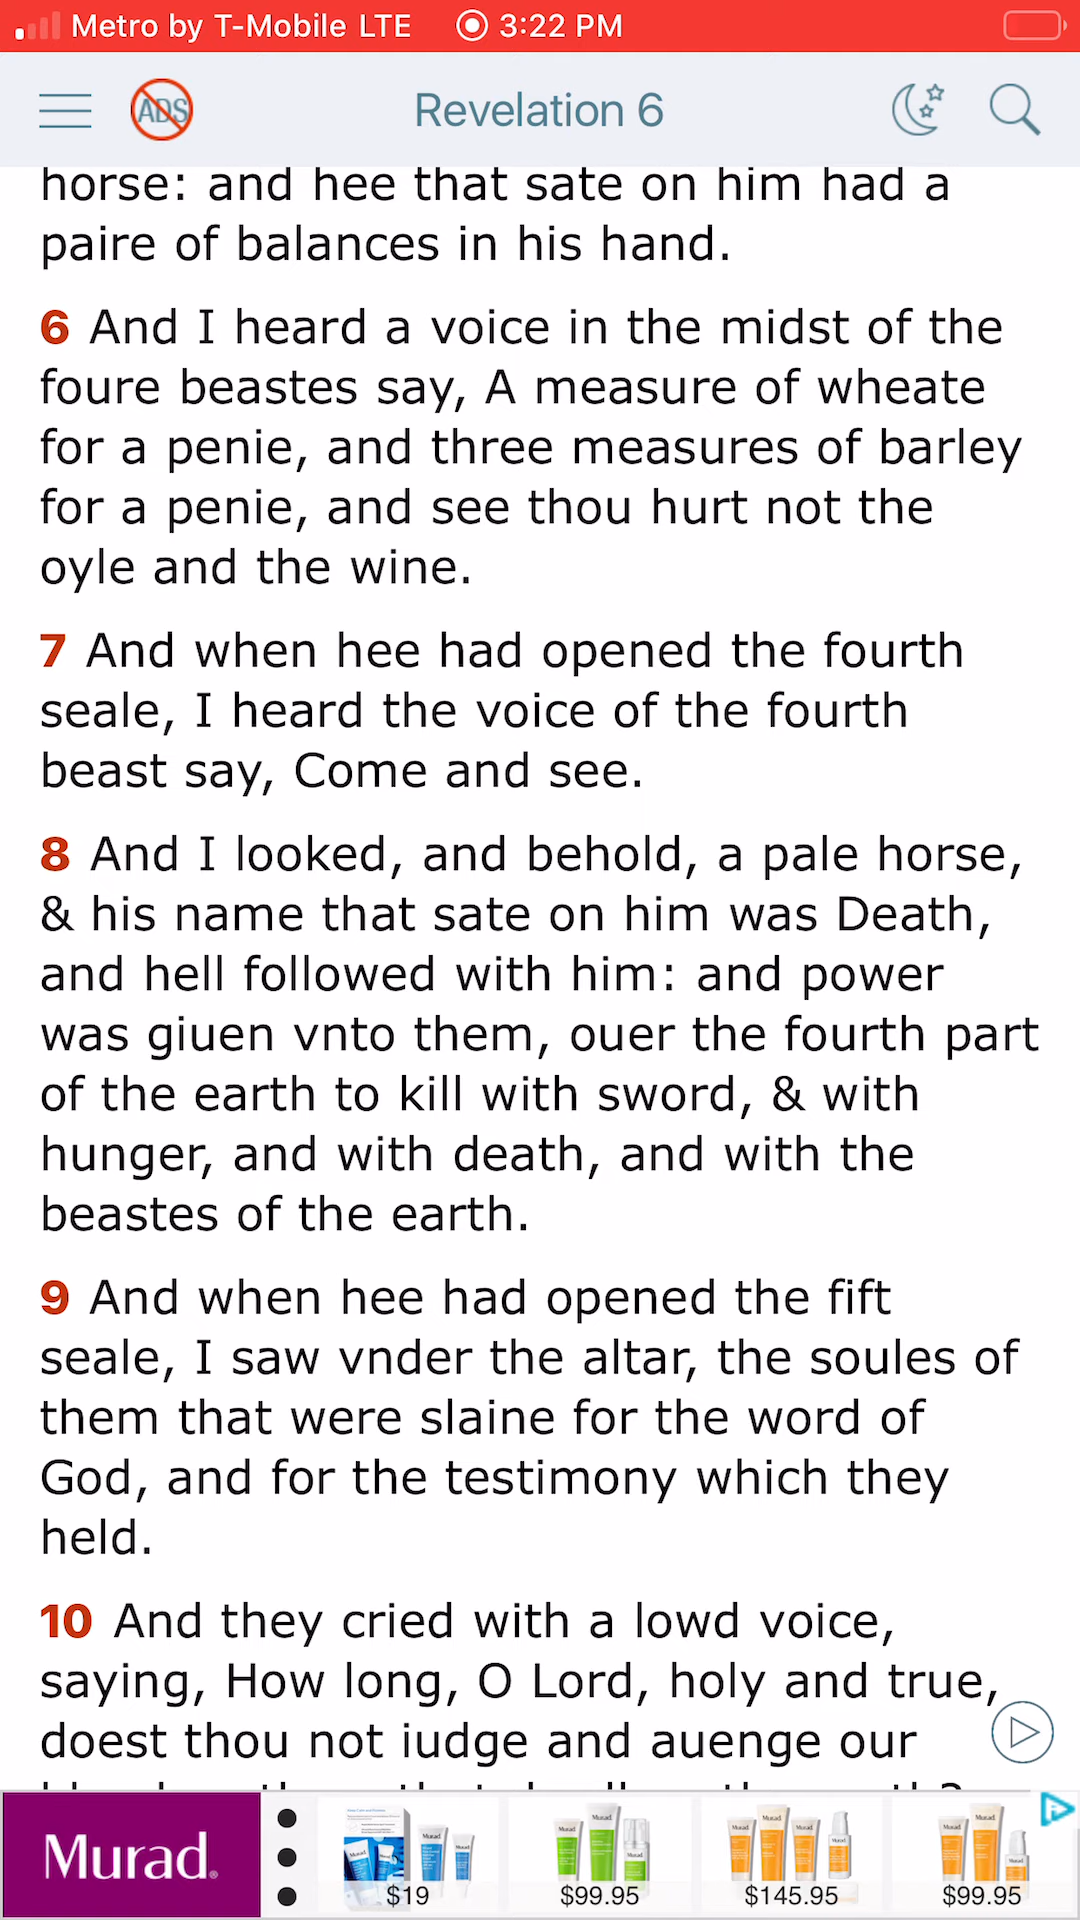 Metro by T-Mobile LTE 3:22 PM
ADS Revelation 6
horse: and hee that sate on him had a
paire of balances in his hand.
6 And I heard a voice in the midst of the
foure beastes say, A measure of wheate
for a penie, and three measures of barley
for a penie, and see thou hurt not the
oyle and the wine.
7 And when hee had opened the fourth
seale, I heard the voice of the fourth
beast say, Come and see.
8 And I looked, and behold, a pale horse,
& his name that sate on him was Death,
and hell followed with him: and power
was giuen vnto them, ouer the fourth part
of the earth to kill with sword, & with
hunger, and with death, and with the
beastes of the earth.
9 And when hee had opened the fift
seale, I saw vnder the altar, the soules of
them that were slaine for the word of
God, and for the testimony which they
held.
10 And they cried with a lowd voice,
saying, How long, O Lord, holy and true,
doest thou not iudge and auenge our
Murad.
$19 $99.95 $145.95 $99.95